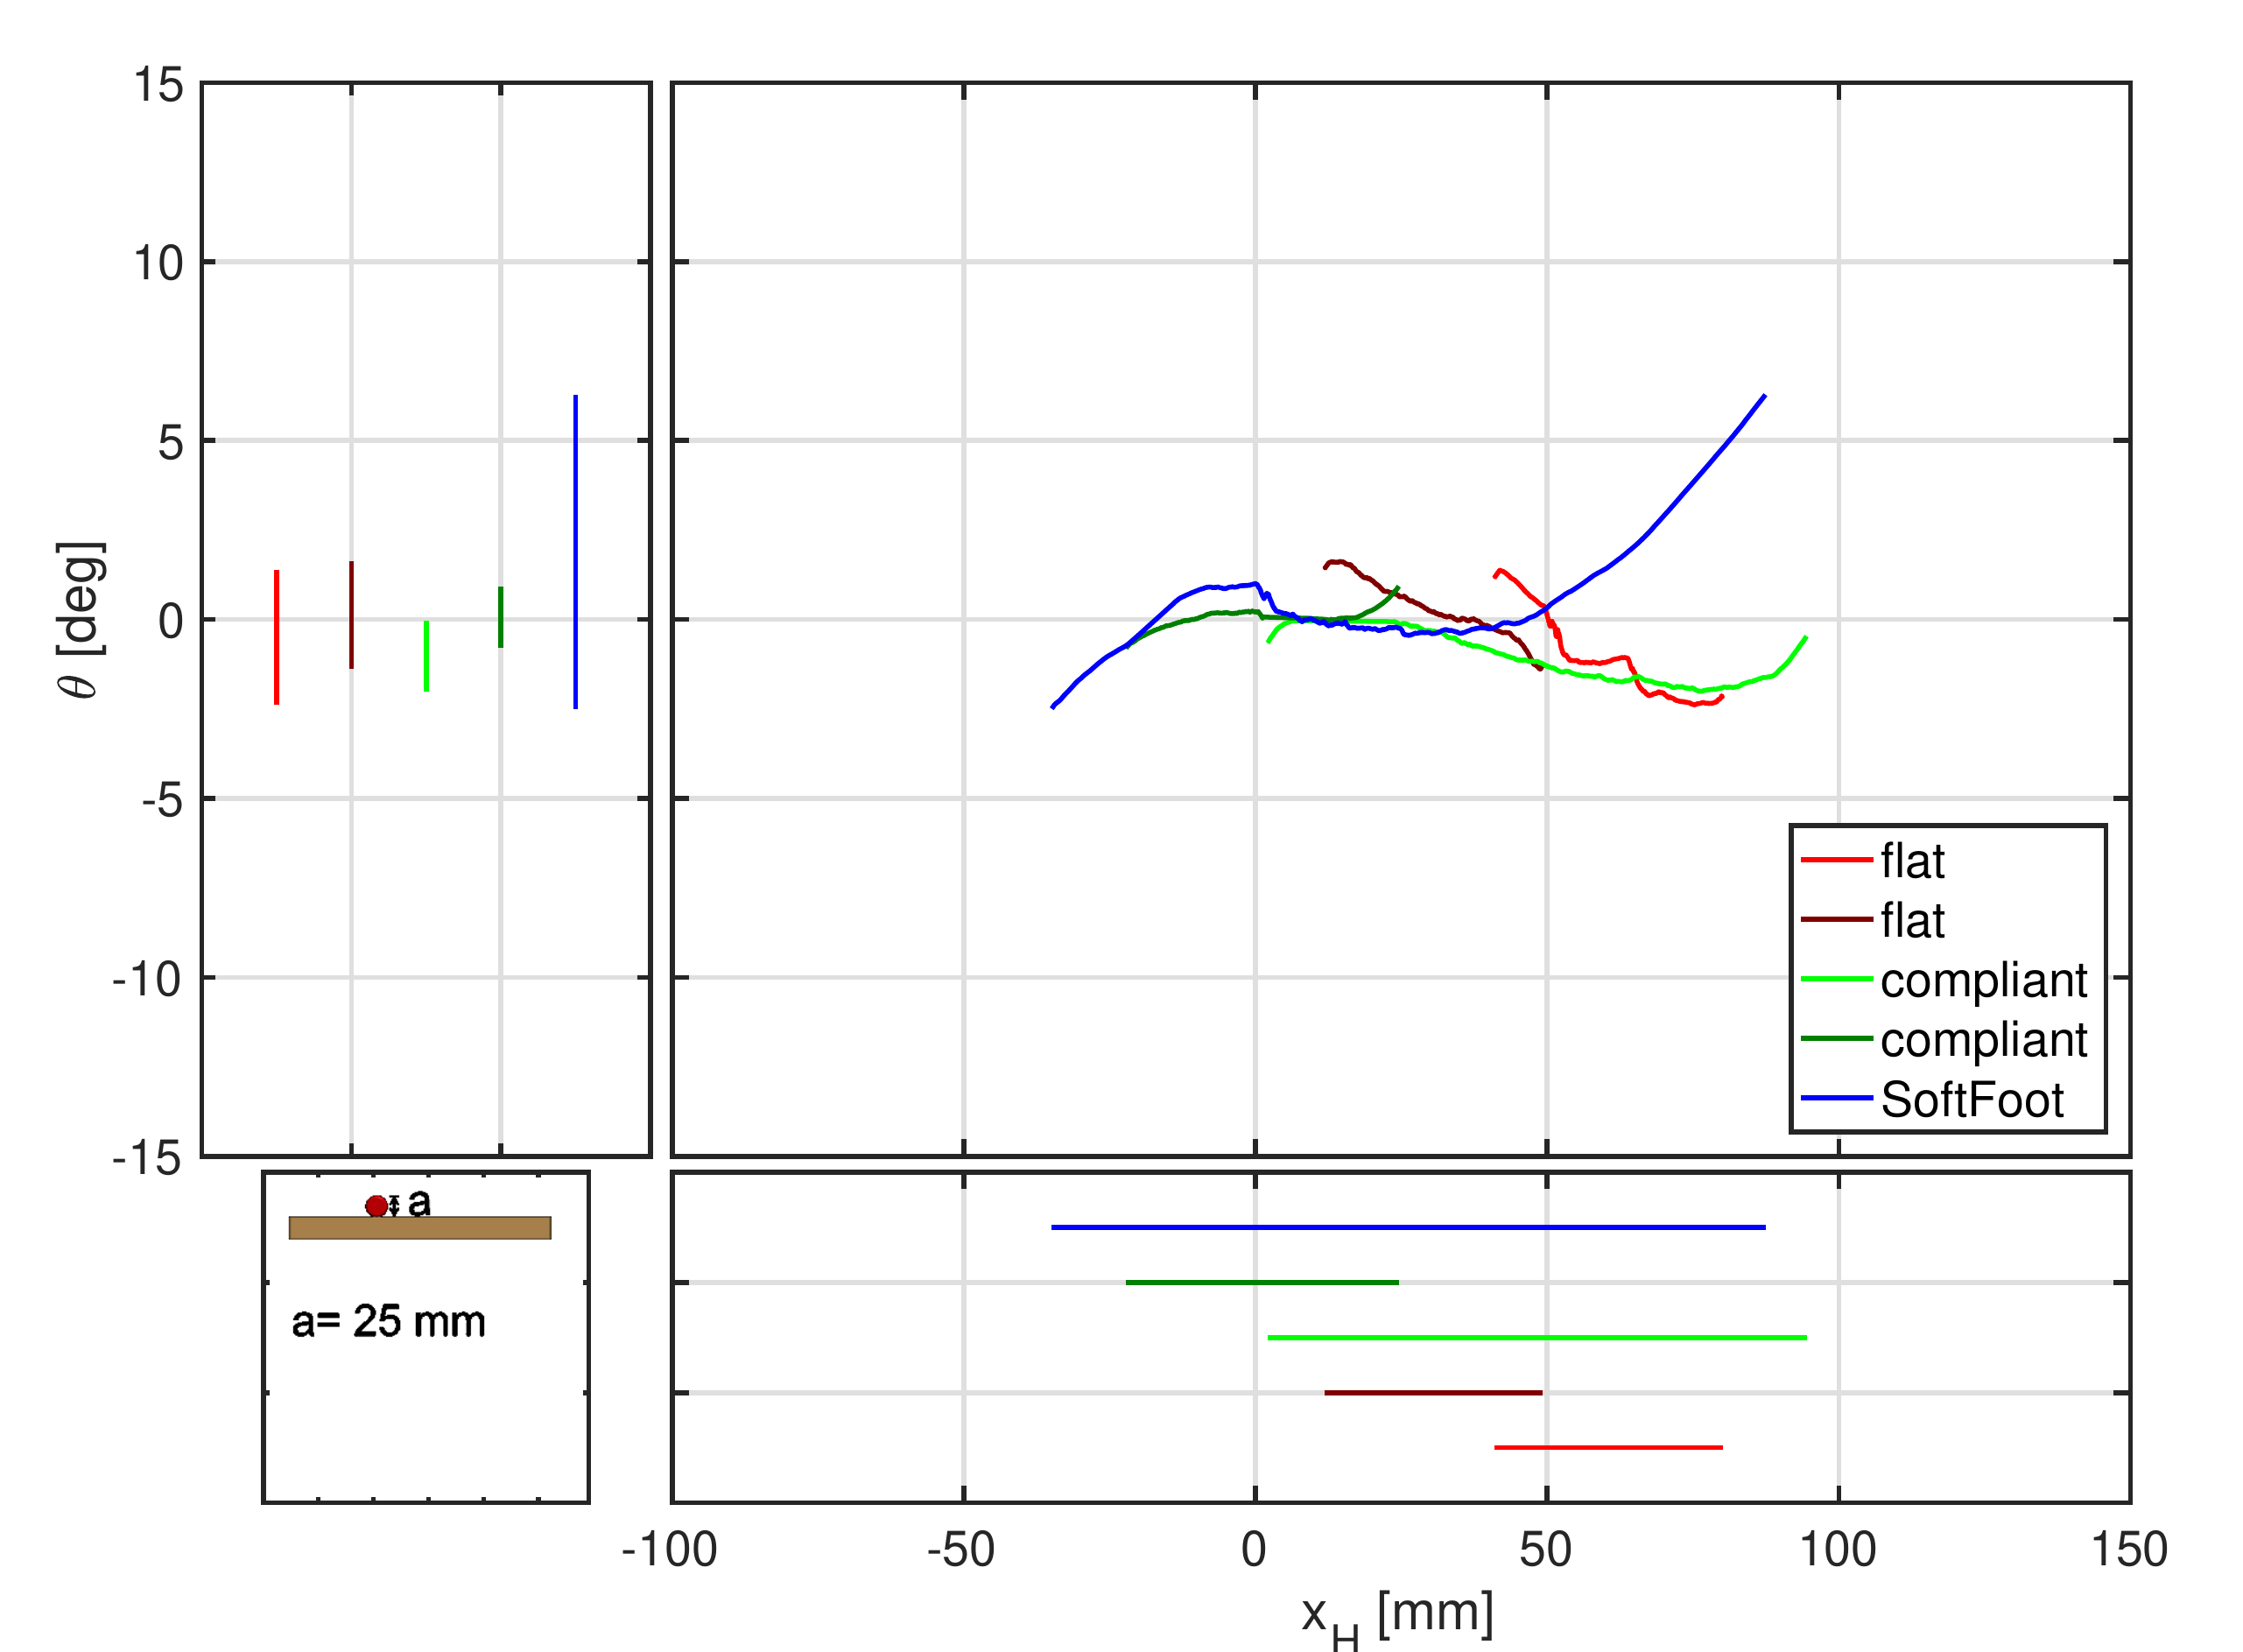 15
10
5
0
-5
-10
-15
θ [deg]
flat
flat
compliant
compliant
SoftFoot
a
a= 25 mm
-100 -50 0 50 100 150
x_H [mm]